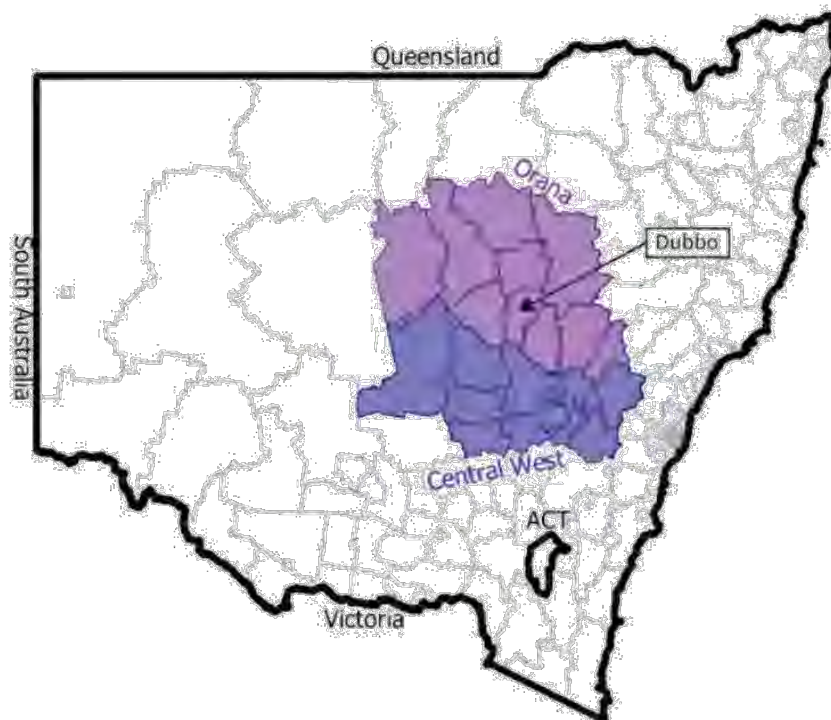 Queensland
Orana
Dubbo
South Australia
Central West
ACT
Victoria